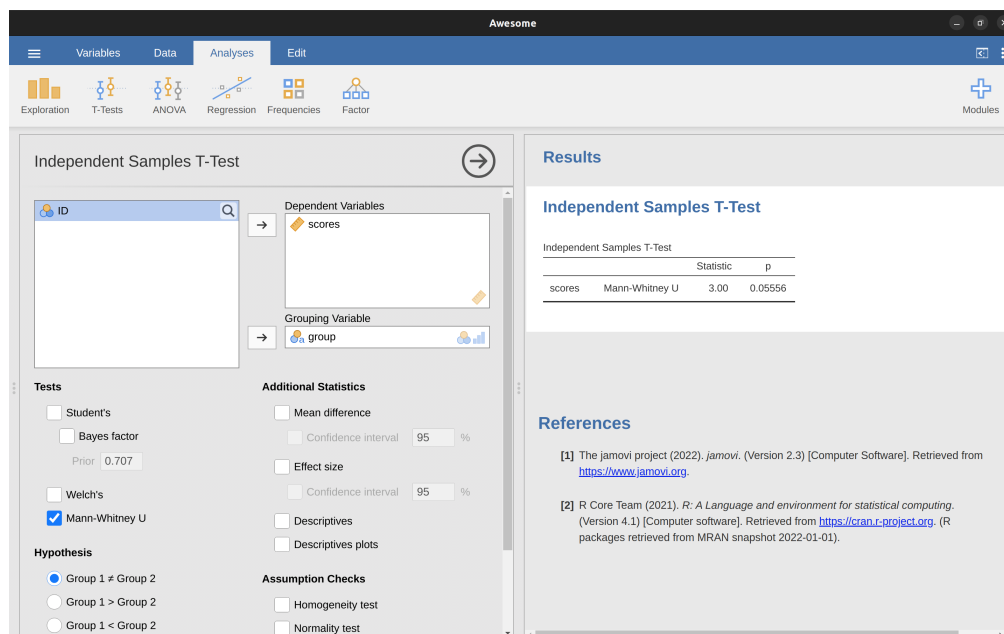 Awesome
Variables Data Analyses Edit
Exploration T-Tests ANOVA Regression Frequencies Factor Modules
Independent Samples T-Test
ID
Dependent Variables
scores
Grouping Variable
a group
Tests
Student's
Bayes factor
Prior 0.707
Welch's
Mann-Whitney U
Hypothesis
Group 1 ≠ Group 2
Group 1 > Group 2
Group 1 < Group 2
Additional Statistics
Mean difference
Confidence interval 95 %
Effect size
Confidence interval 95 %
Descriptives
Descriptives plots
Assumption Checks
Homogeneity test
Normality test
Results
Independent Samples T-Test
Independent Samples T-Test
Statistic p
scores Mann-Whitney U 3.00 0.05556
References
[1] The jamovi project (2022). jamovi. (Version 2.3) [Computer Software]. Retrieved from
https://www.jamovi.org.
[2] R Core Team (2021). R: A Language and environment for statistical computing.
(Version 4.1) [Computer software]. Retrieved from https://cran.r-project.org. (R
packages retrieved from MRAN snapshot 2022-01-01).